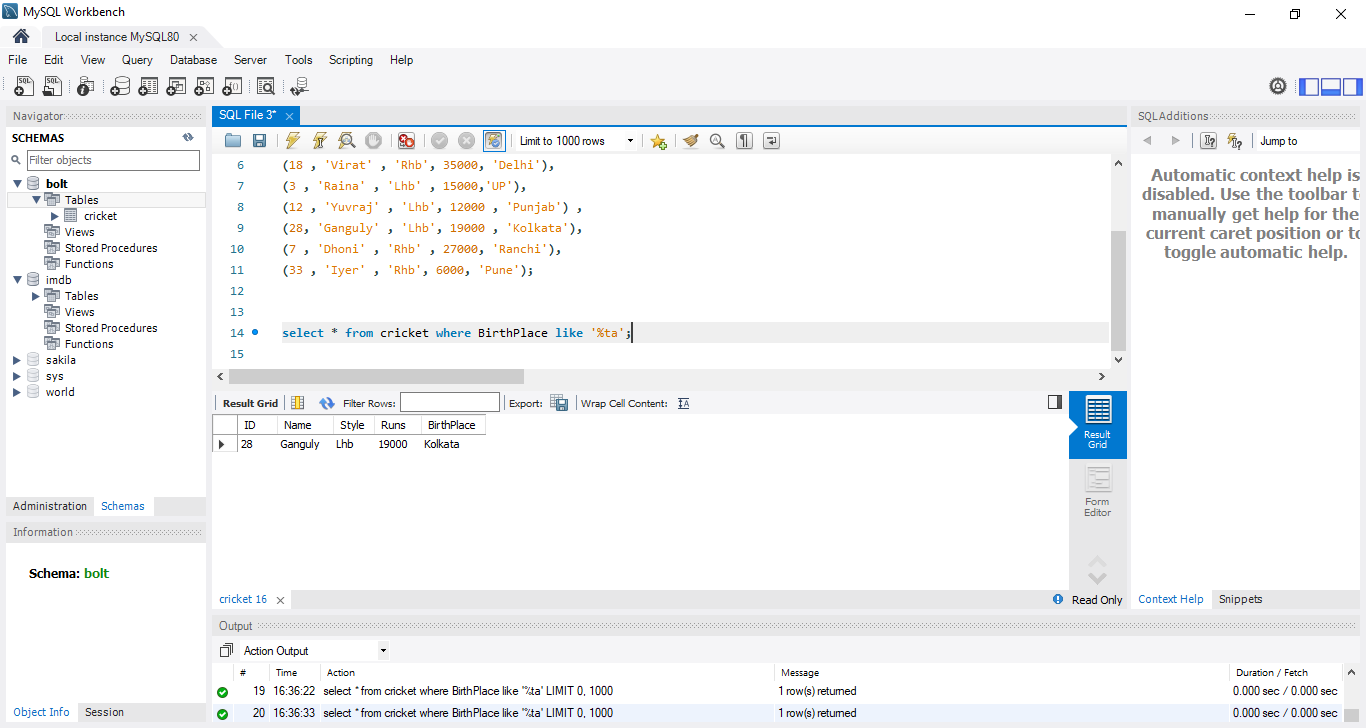 MySQL Workbench
Local instance MySQL80
File Edit View Query Database Server Tools Scripting Help
Navigator
SCHEMAS
Filter objects
bolt
Tables
cricket
Views
Stored Procedures
Functions
imdb
Tables
Views
Stored Procedures
Functions
sakila
sys
world
Administration Schemas
Information
Schema: bolt
Object Info Session
SQL File 3*
Limit to 1000 rows
6 (18 , 'Virat' , 'Rhb', 35000, 'Delhi'),
7 (3 , 'Raina' , 'Lhb' , 15000,'UP'),
8 (12 , 'Yuvraj' , 'Lhb', 12000 , 'Punjab') ,
9 (28, 'Ganguly' , 'Lhb', 19000 , 'Kolkata'),
10 (7 , 'Dhoni' , 'Rhb' , 27000, 'Ranchi'),
11 (33 , 'Iyer' , 'Rhb', 6000, 'Pune');
12
13
14 select * from cricket where BirthPlace like '%ta';
15
Result Grid Filter Rows: Export: Wrap Cell Content:
ID Name Style Runs BirthPlace
28 Ganguly Lhb 19000 Kolkata
Result
Grid
Form
Editor
cricket 16
Read Only
SQLAdditions
Jump to
Automatic context help is
disabled. Use the toolbar t
manually get help for the
current caret position or to
toggle automatic help.
Context Help Snippets
Output
Action Output
# Time Action Message Duration / Fetch
19 16:36:22 select * from cricket where BirthPlace like '%ta' LIMIT 0, 1000 1 row(s) returned 0.000 sec / 0.000 sec
20 16:36:33 select * from cricket where BirthPlace like '%ta' LIMIT 0, 1000 1 row(s) returned 0.000 sec / 0.000 sec